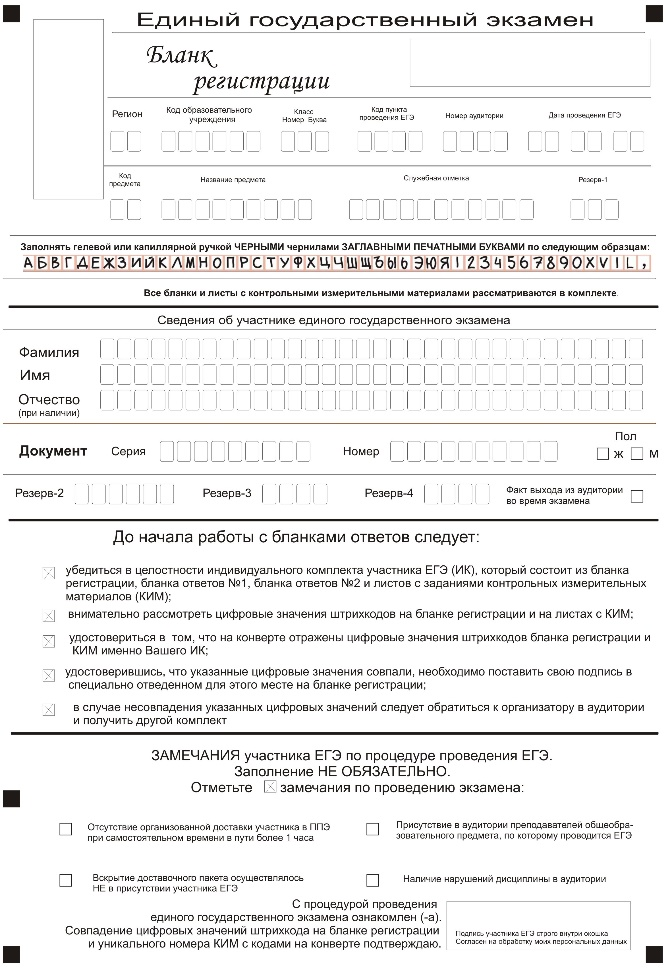 Единый государственный экзамен
Бланк
регистрации
Регион
Код образовательного
учреждения
Класс
Номер Буква
Код пункта
проведения ЕГЭ
Номер аудитории
Дата проведения ЕГЭ
Код
предмета
Название предмета
Служебная отметка
Резерв-1
Заполнять гелевой или капиллярной ручкой ЧЕРНЫМИ чернилами ЗАГЛАВНЫМИ ПЕЧАТНЫМИ БУКВАМИ по следующим образцам:
А Б В Г Д Е Ж З И Й К Л М Н О П Р С Т У Ф Х Ц Ч Ш Щ Ъ Ы Ь Э Ю Я 1 2 3 4 5 6 7 8 9 0 X V I L ,
Все бланки и листы с контрольными измерительными материалами рассматриваются в комплекте.
Сведения об участнике единого государственного экзамена
Фамилия
Имя
Отчество
(при наличии)
Документ Серия Номер
Пол
ж м
Резерв-2 Резерв-3 Резерв-4
Факт выхода из аудитории
во время экзамена
До начала работы с бланками ответов следует:
убедиться в целостности индивидуального комплекта участника ЕГЭ (ИК), который состоит из бланка
регистрации, бланка ответов №1, бланка ответов №2 и листов с заданиями контрольных измерительных
материалов (КИМ);
внимательно рассмотреть цифровые значения штрихкодов на бланке регистрации и на листах с КИМ;
удостовериться в том, что на конверте отражены цифровые значения штрихкодов бланка регистрации и
КИМ именно Вашего ИК;
удостоверившись, что указанные цифровые значения совпали, необходимо поставить свою подпись в
специально отведенном для этого месте на бланке регистрации;
в случае несовпадения указанных цифровых значений следует обратиться к организатору в аудитории
и получить другой комплект
ЗАМЕЧАНИЯ участника ЕГЭ по процедуре проведения ЕГЭ.
Заполнение НЕ ОБЯЗАТЕЛЬНО.
Отметьте замечания по проведению экзамена:
Отсутствие организованной доставки участника в ППЭ
при самостоятельном времени в пути более 1 часа
Присутствие в аудитории преподавателей общеобра-
зовательного предмета, по которому проводится ЕГЭ
Вскрытие доставочного пакета осуществлялось
НЕ в присутствии участника ЕГЭ
Наличие нарушений дисциплины в аудитории
С процедурой проведения
единого государственного экзамена ознакомлен (-а).
Совпадение цифровых значений штрихкода на бланке регистрации
и уникального номера КИМ с кодами на конверте подтверждаю.
Подпись участника ЕГЭ строго внутри окошка
Согласен на обработку моих персональных данных